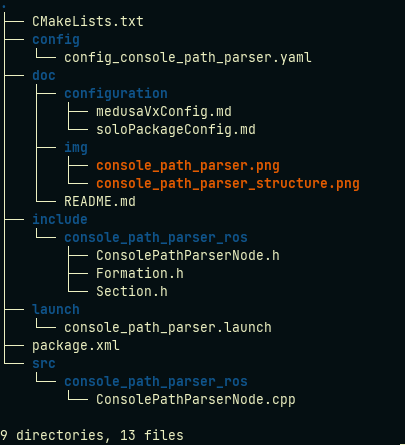 .
├── CMakeLists.txt
├── config
│   └── config_console_path_parser.yaml
├── doc
│   ├── configuration
│   │   ├── medusaVxConfig.md
│   │   └── soloPackageConfig.md
│   ├── img
│   │   ├── console_path_parser.png
│   │   └── console_path_parser_structure.png
│   └── README.md
├── include
│   └── console_path_parser_ros
│       ├── ConsolePathParserNode.h
│       ├── Formation.h
│       └── Section.h
├── launch
│   └── console_path_parser.launch
├── package.xml
└── src
    └── console_path_parser_ros
        └── ConsolePathParserNode.cpp

9 directories, 13 files